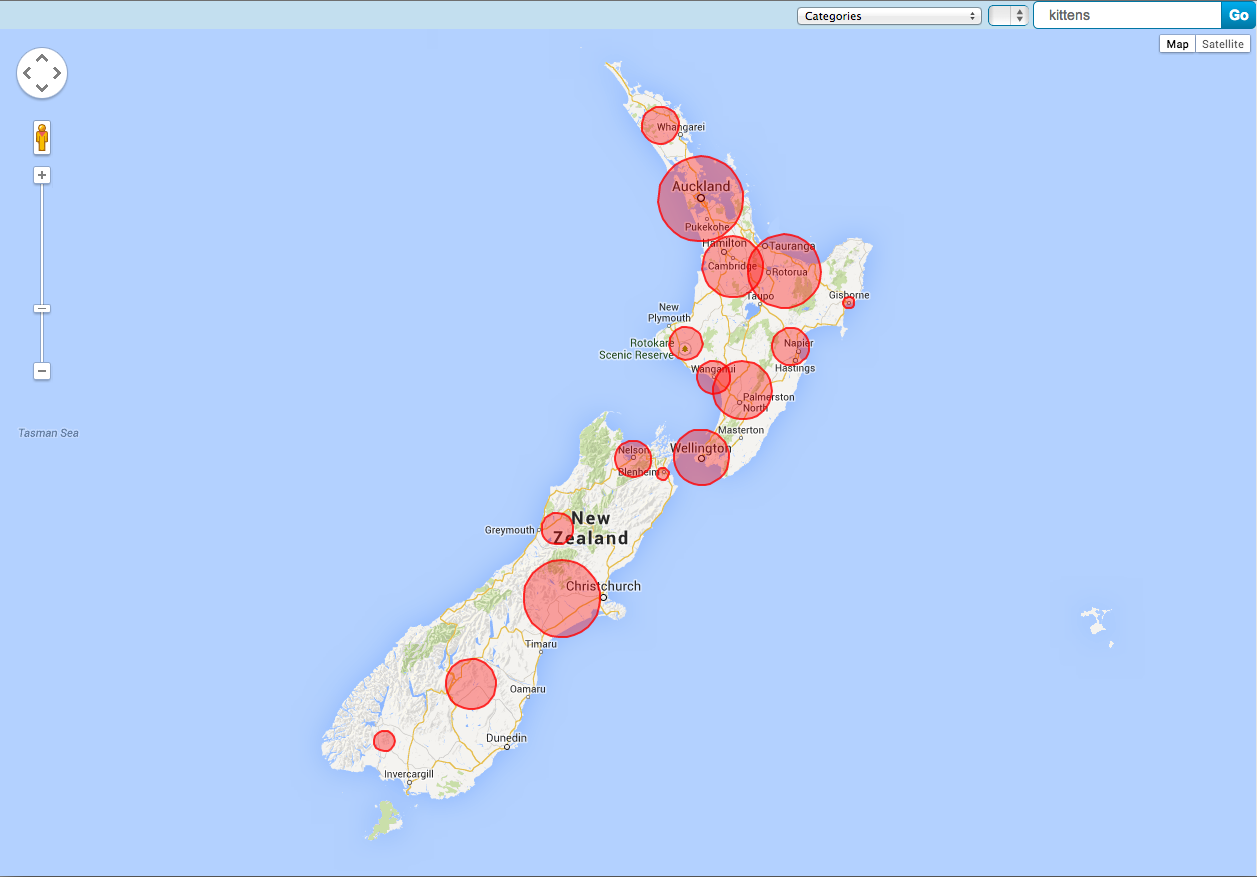 Categories
kittens
Go
Map
Satellite
Whangarei
Auckland
Pukekohe
Hamilton
Tauranga
Cambridge
Rotorua
Taupo
Gisborne
New
Plymouth
Rotokare
Scenic Reserve
Napier
Hastings
Wanganui
Palmerston
North
Masterton
Tasman Sea
Nelson
Wellington
Blenheim
New
Zealand
Greymouth
Christchurch
Timaru
Oamaru
Dunedin
Invercargill